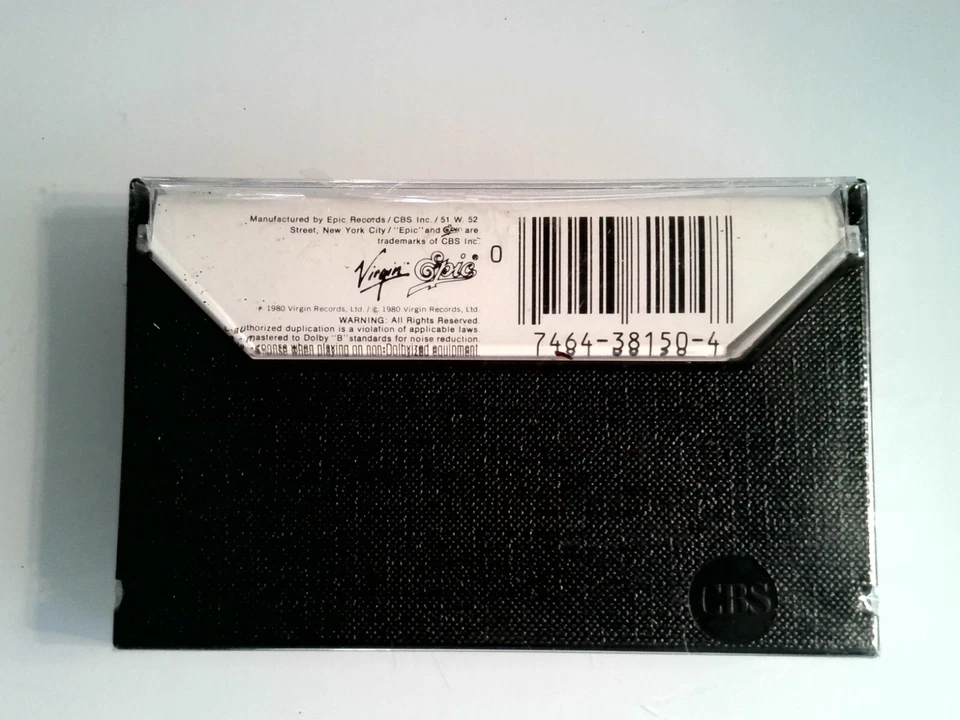 Manufactured by Epic Records / CBS Inc. / 51 W. 52
Street, New York City / "Epic" and Epic are
trademarks of CBS Inc.
Virgin Epic®
℗ 1980 Virgin Records, Ltd. / © 1980 Virgin Records, Ltd.
WARNING: All Rights Reserved.
duplication is a violation of applicable laws.
mastered to Dolby "B" standards for noise reduction.
when playing on non-Dolbyized equipment
0
7464-38150-4
CBS